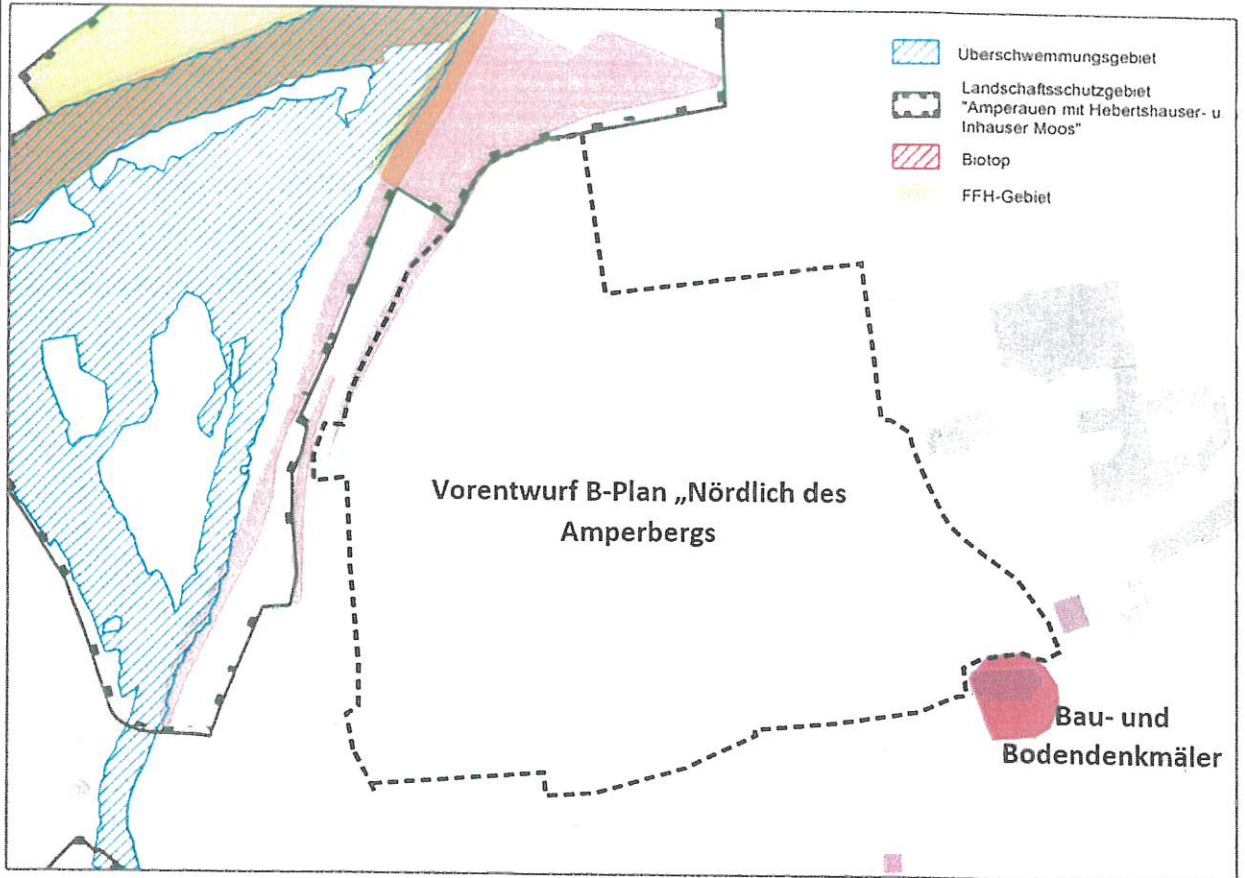 Überschwemmungsgebiet
Landschaftsschutzgebiet
"Amperauen mit Hebertshauser- u.
Inhauser Moos"
Biotop
FFH-Gebiet
Vorentwurf B-Plan „Nördlich des
Amperbergs
Bau- und
Bodendenkmäler